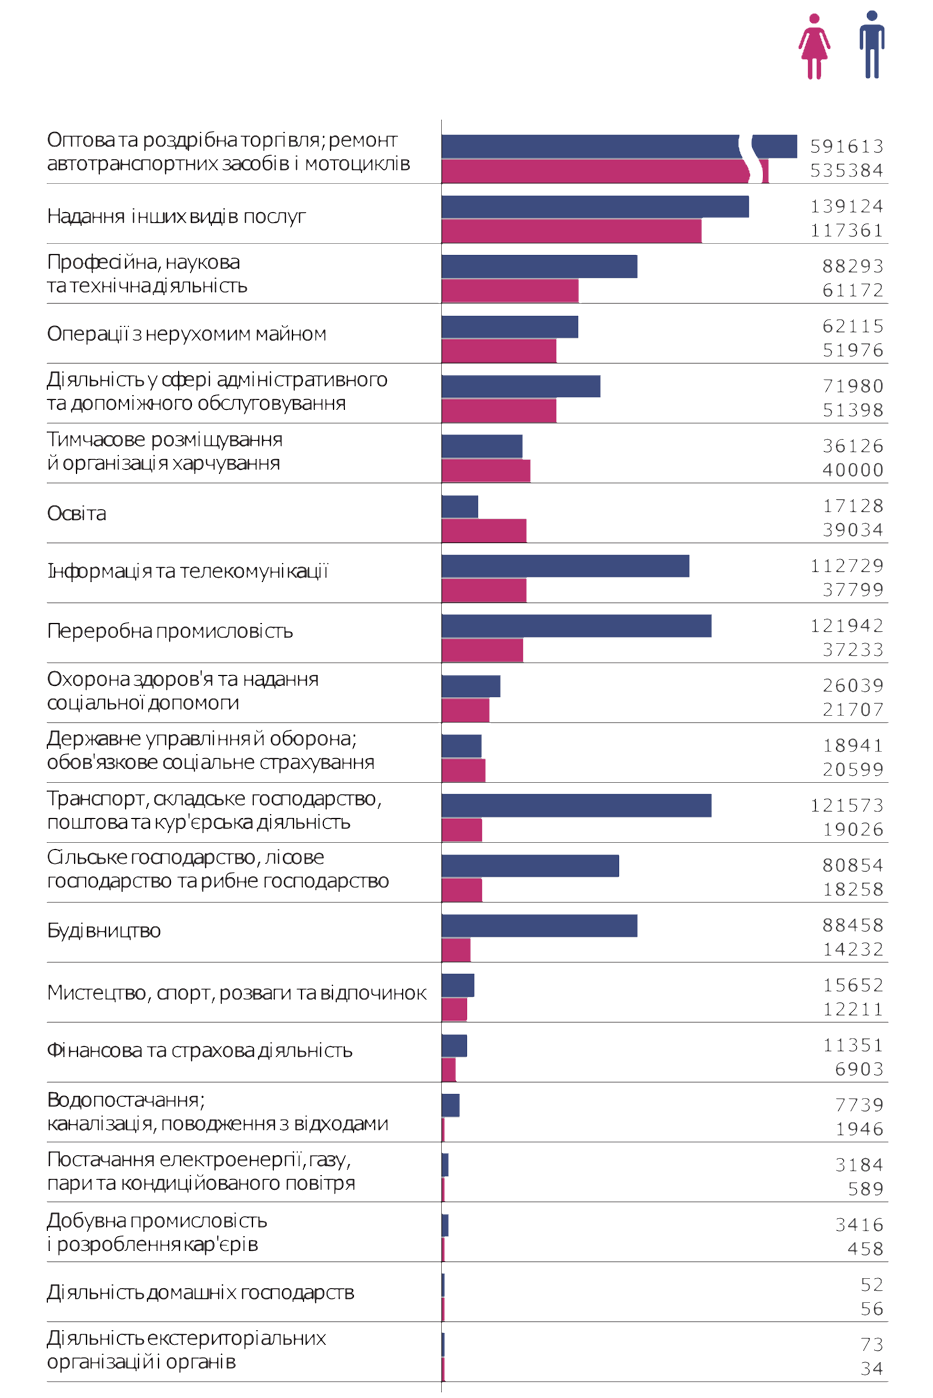 Оптова та роздрібна торгівля; ремонт
автотранспортних засобів і мотоциклів
591613
535384
Надання інших видів послуг
139124
117361
Професійна, наукова
та технічна діяльність
88293
61172
Операції з нерухомим майном
62115
51976
Діяльність у сфері адміністративного
та допоміжного обслуговування
71980
51398
Тимчасове розміщування
й організація харчування
36126
40000
Освіта
17128
39034
Інформація та телекомунікації
112729
37799
Переробна промисловість
121942
37233
Охорона здоров'я та надання
соціальної допомоги
26039
21707
Державне управління й оборона;
обов'язкове соціальне страхування
18941
20599
Транспорт, складське господарство,
поштова та кур'єрська діяльність
121573
19026
Сільське господарство, лісове
господарство та рибне господарство
80854
18258
Будівництво
88458
14232
Мистецтво, спорт, розваги та відпочинок
15652
12211
Фінансова та страхова діяльність
11351
6903
Водопостачання;
каналізація, поводження з відходами
7739
1946
Постачання електроенергії, газу,
пари та кондиційованого повітря
3184
589
Добувна промисловість
і розроблення кар'єрів
3416
458
Діяльність домашніх господарств
52
56
Діяльність екстериторіальних
організацій і органів
73
34